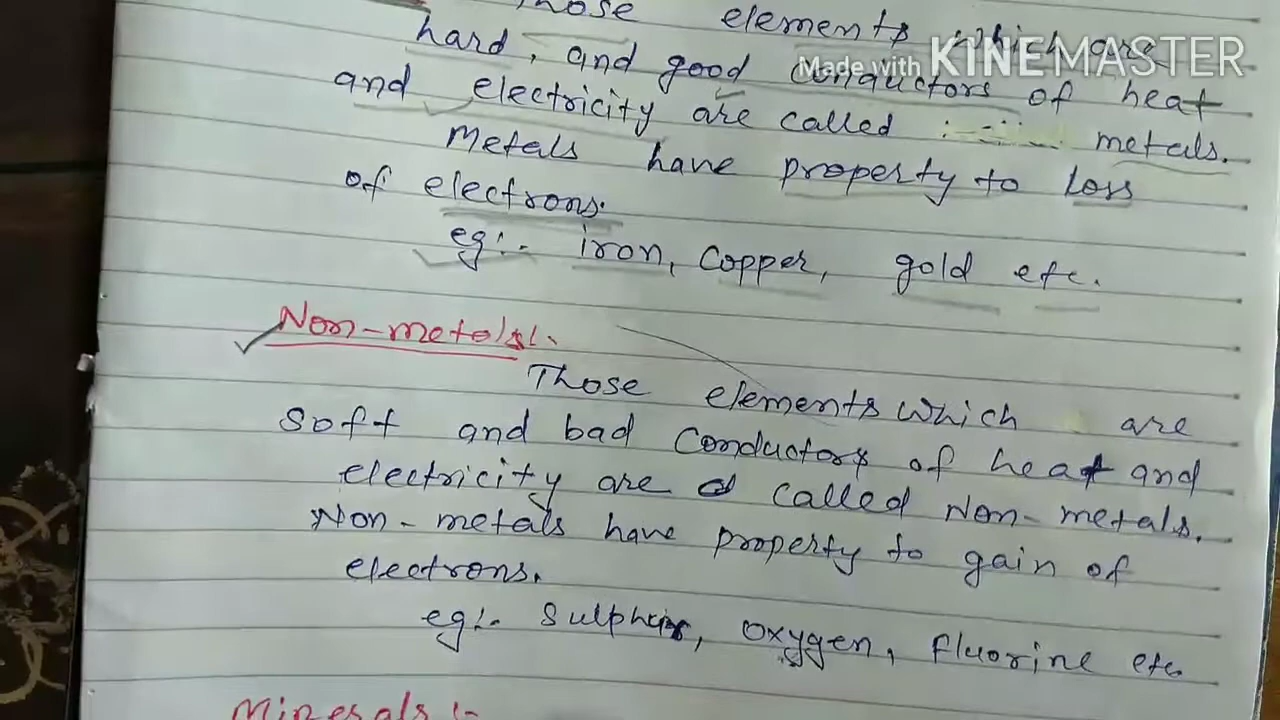 Those elements which are
Made with KINEMASTER
hard, and good conductors of heat
and electricity are called metals.
Metals have property to Loss
of electrons.
eg:- iron, Copper, gold etc.
Non-metals:-
Those elements which are
Soft and bad Conductors of heat and
electricity are called Non-metals.
Non-metals have property to gain of
electrons.
eg:- Sulphur, oxygen, fluorine etc
Minerals :-